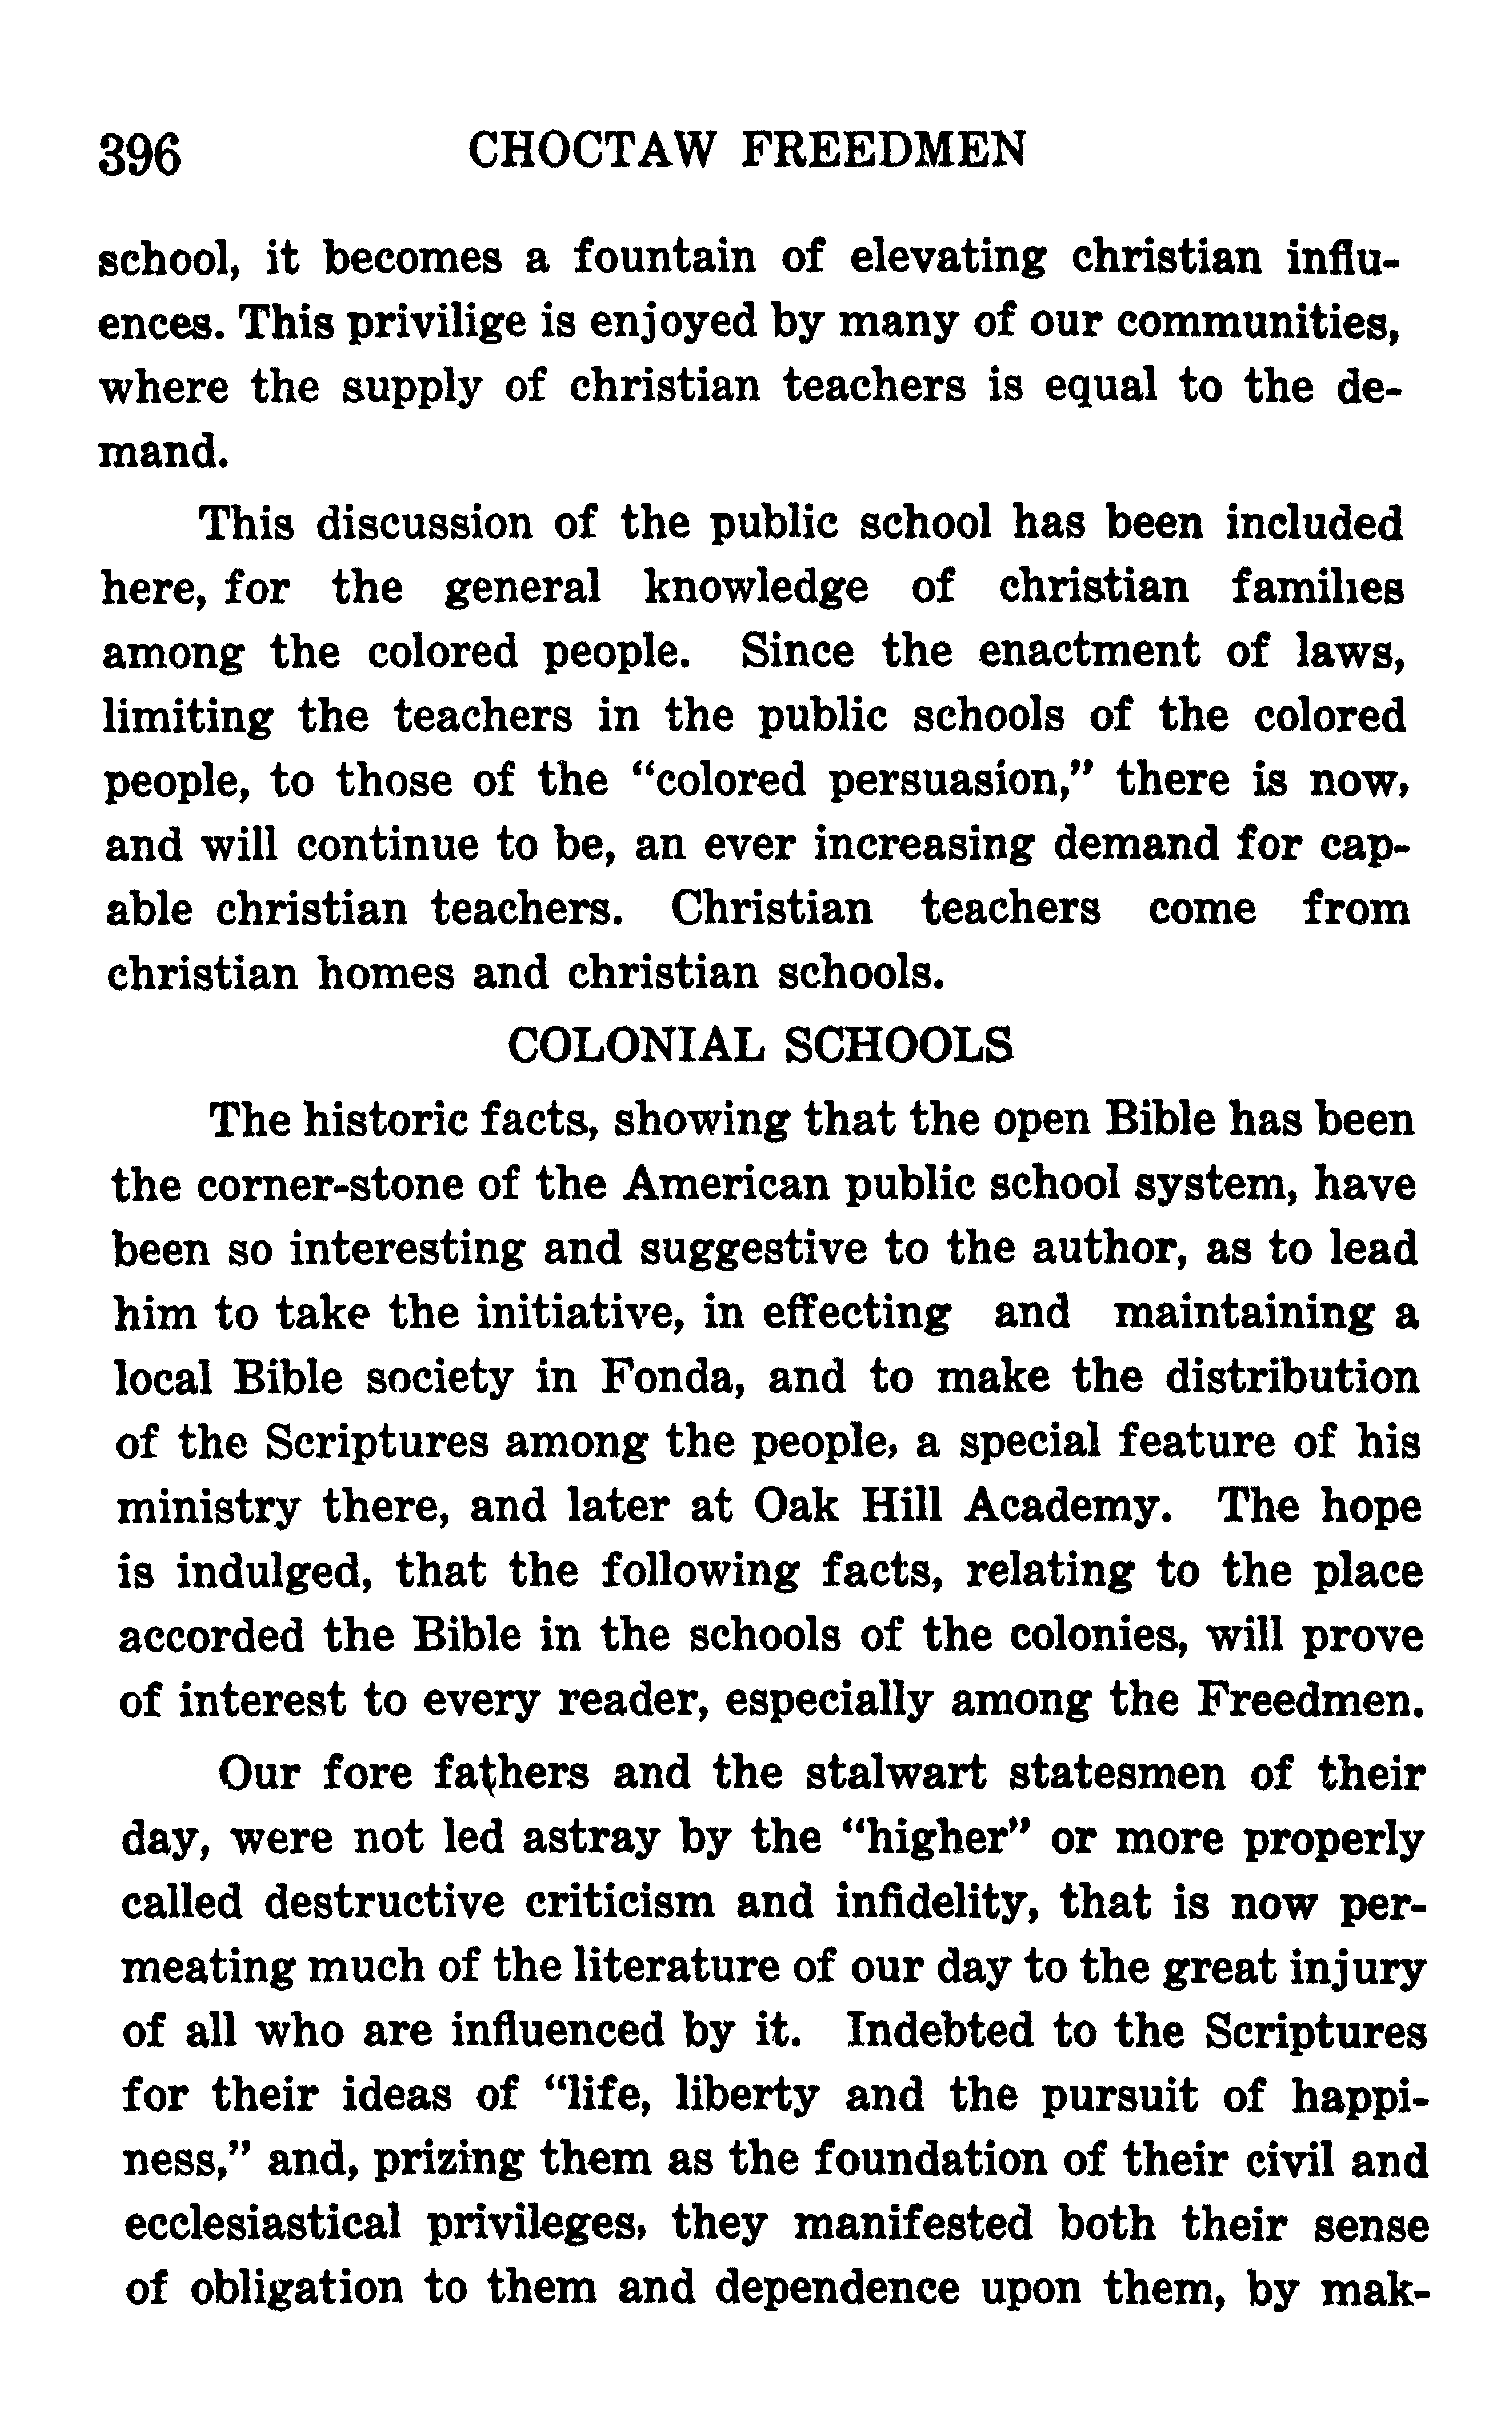 396 CHOCTAW FREEDMEN
school, it becomes a fountain of elevating christian influ-
ences. This privilige is enjoyed by many of our communities,
where the supply of christian teachers is equal to the de-
mand.
This discussion of the public school has been included
here, for the general knowledge of christian families
among the colored people. Since the enactment of laws,
limiting the teachers in the public schools of the colored
people, to those of the “colored persuasion,” there is now,
and will continue to be, an ever increasing demand for cap-
able christian teachers. Christian teachers come from
christian homes and christian schools.
COLONIAL SCHOOLS
The historic facts, showing that the open Bible has been
the corner-stone of the American public school system, have
been so interesting and suggestive to the author, as to lead
him to take the initiative, in effecting and maintaining a
local Bible society in Fonda, and to make the distribution
of the Scriptures among the people, a special feature of his
ministry there, and later at Oak Hill Academy. The hope
is indulged, that the following facts, relating to the place
accorded the Bible in the schools of the colonies, will prove
of interest to every reader, especially among the Freedmen.
Our fore fathers and the stalwart statesmen of their
day, were not led astray by the “higher” or more properly
called destructive criticism and infidelity, that is now per-
meating much of the literature of our day to the great injury
of all who are influenced by it. Indebted to the Scriptures
for their ideas of “life, liberty and the pursuit of happi-
ness,” and, prizing them as the foundation of their civil and
ecclesiastical privileges, they manifested both their sense
of obligation to them and dependence upon them, by mak-